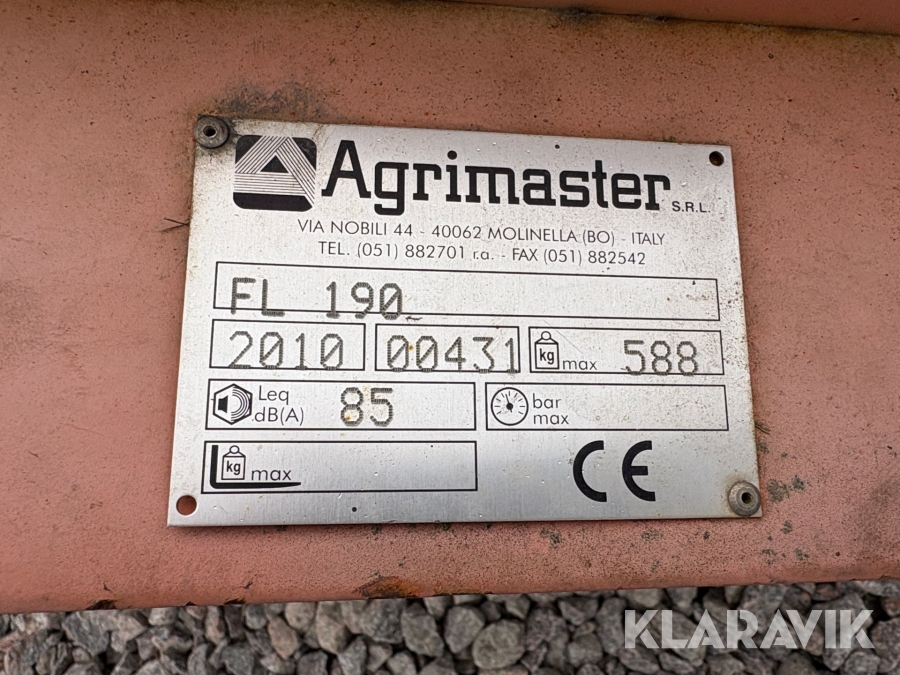 Agrimaster S.R.L.
VIA NOBILI 44 - 40062 MOLINELLA (BO) - ITALY
TEL. (051) 882701 r.a. - FAX (051) 882542
FL 190
2010 00431 kg max 588
Leq dB(A) 85 bar max
kg max CE
KLARAVIK